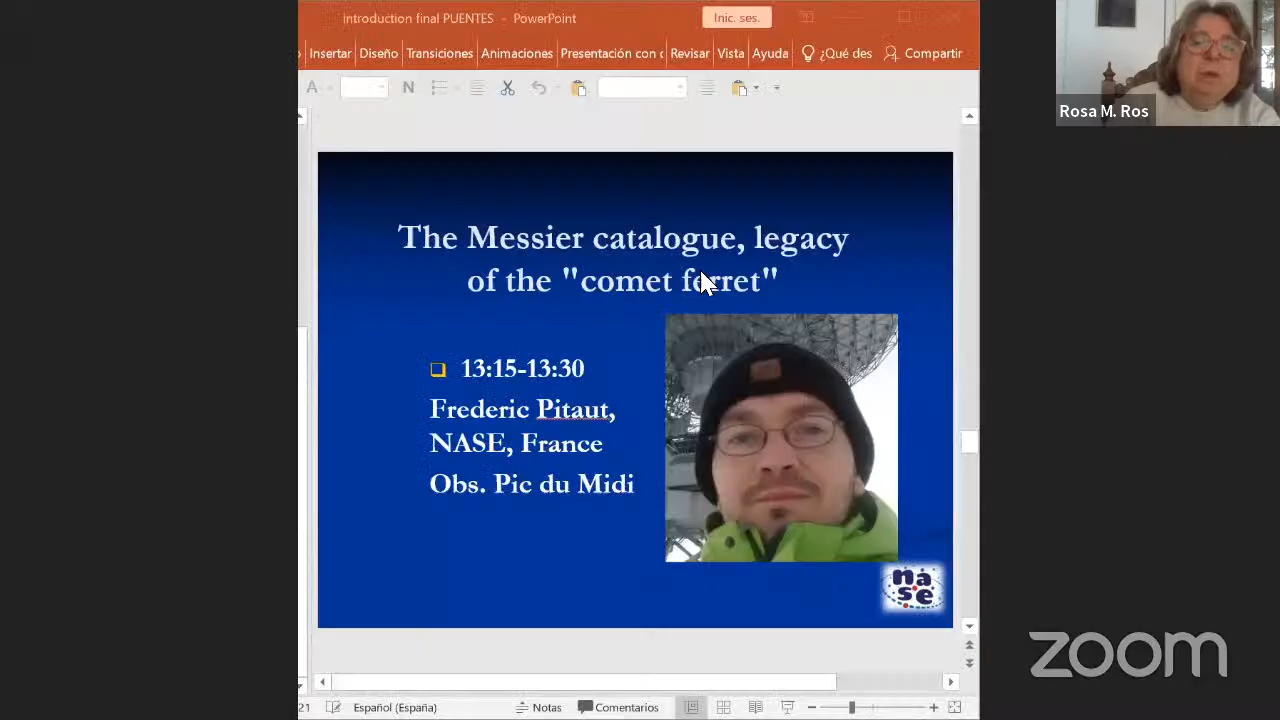 introduction final PUENTES - PowerPoint
Inic. ses.
Insertar Diseño Transiciones Animaciones Presentación con Revisar Vista Ayuda ¿Qué des Compartir
A N
Rosa M. Ros
The Messier catalogue, legacy
of the "comet ferret"
13:15-13:30
Frederic Pitaut,
NASE, France
Obs. Pic du Midi
na
se
zoom
21 Español (España) Notas Comentarios